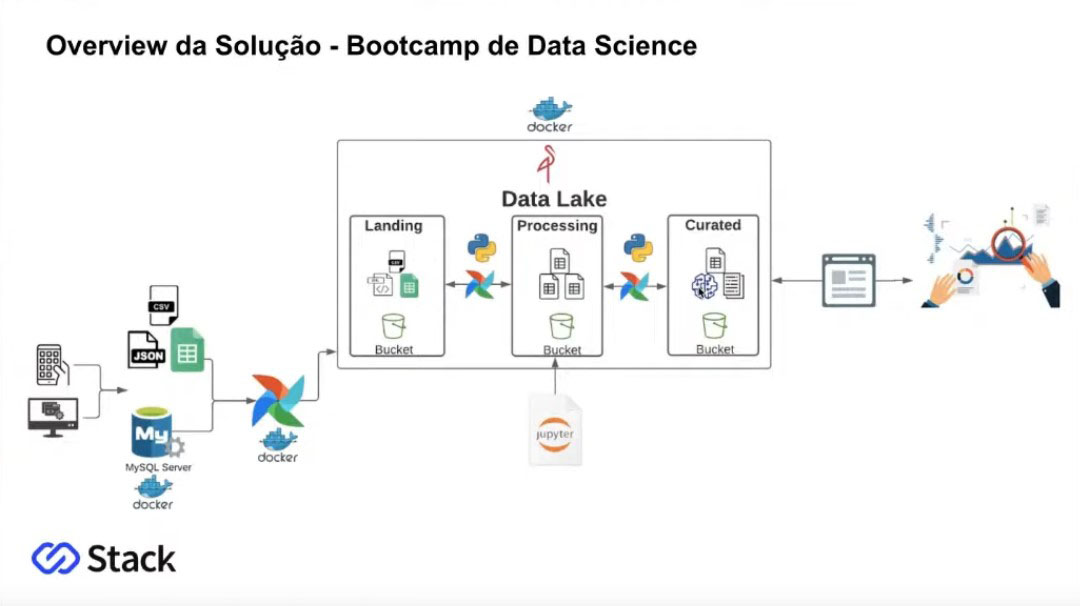 Overview da Solução - Bootcamp de Data Science
docker
Data Lake
Landing
Processing
Curated
CSV
Bucket
Bucket
Bucket
CSV
JSON
My
MySQL Server
docker
docker
jupyter
Stack